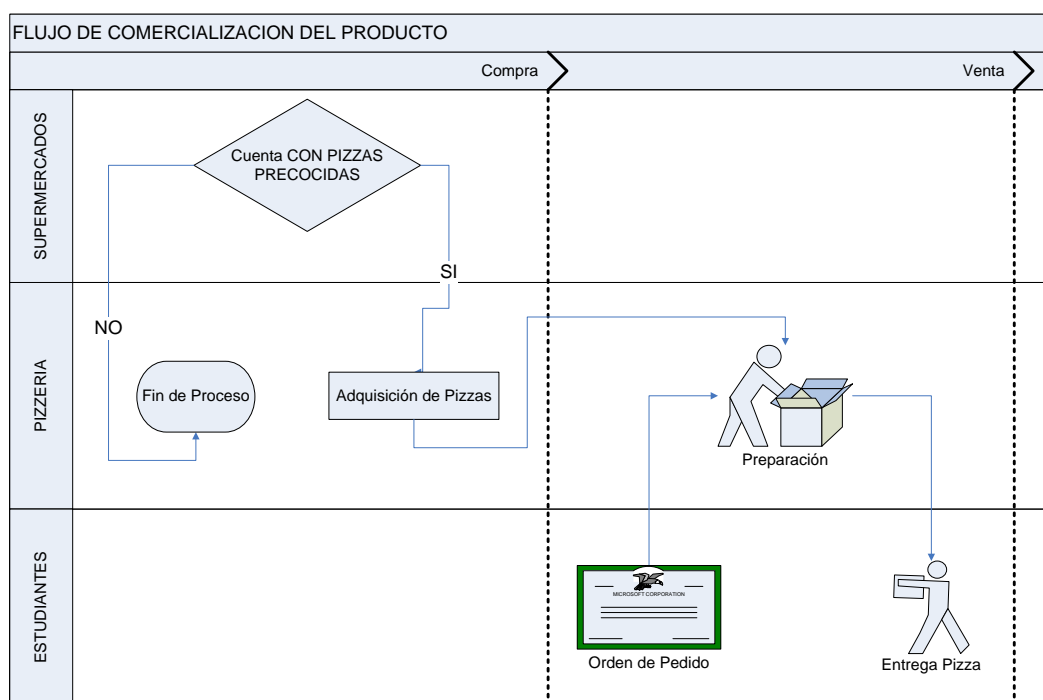 FLUJO DE COMERCIALIZACION DEL PRODUCTO
Compra
Venta
SUPERMERCADOS
Cuenta CON PIZZAS
PRECOCIDAS
SI
NO
PIZZERIA
Fin de Proceso
Adquisición de Pizzas
Preparación
ESTUDIANTES
MICROSOFT CORPORATION
Orden de Pedido
Entrega Pizza